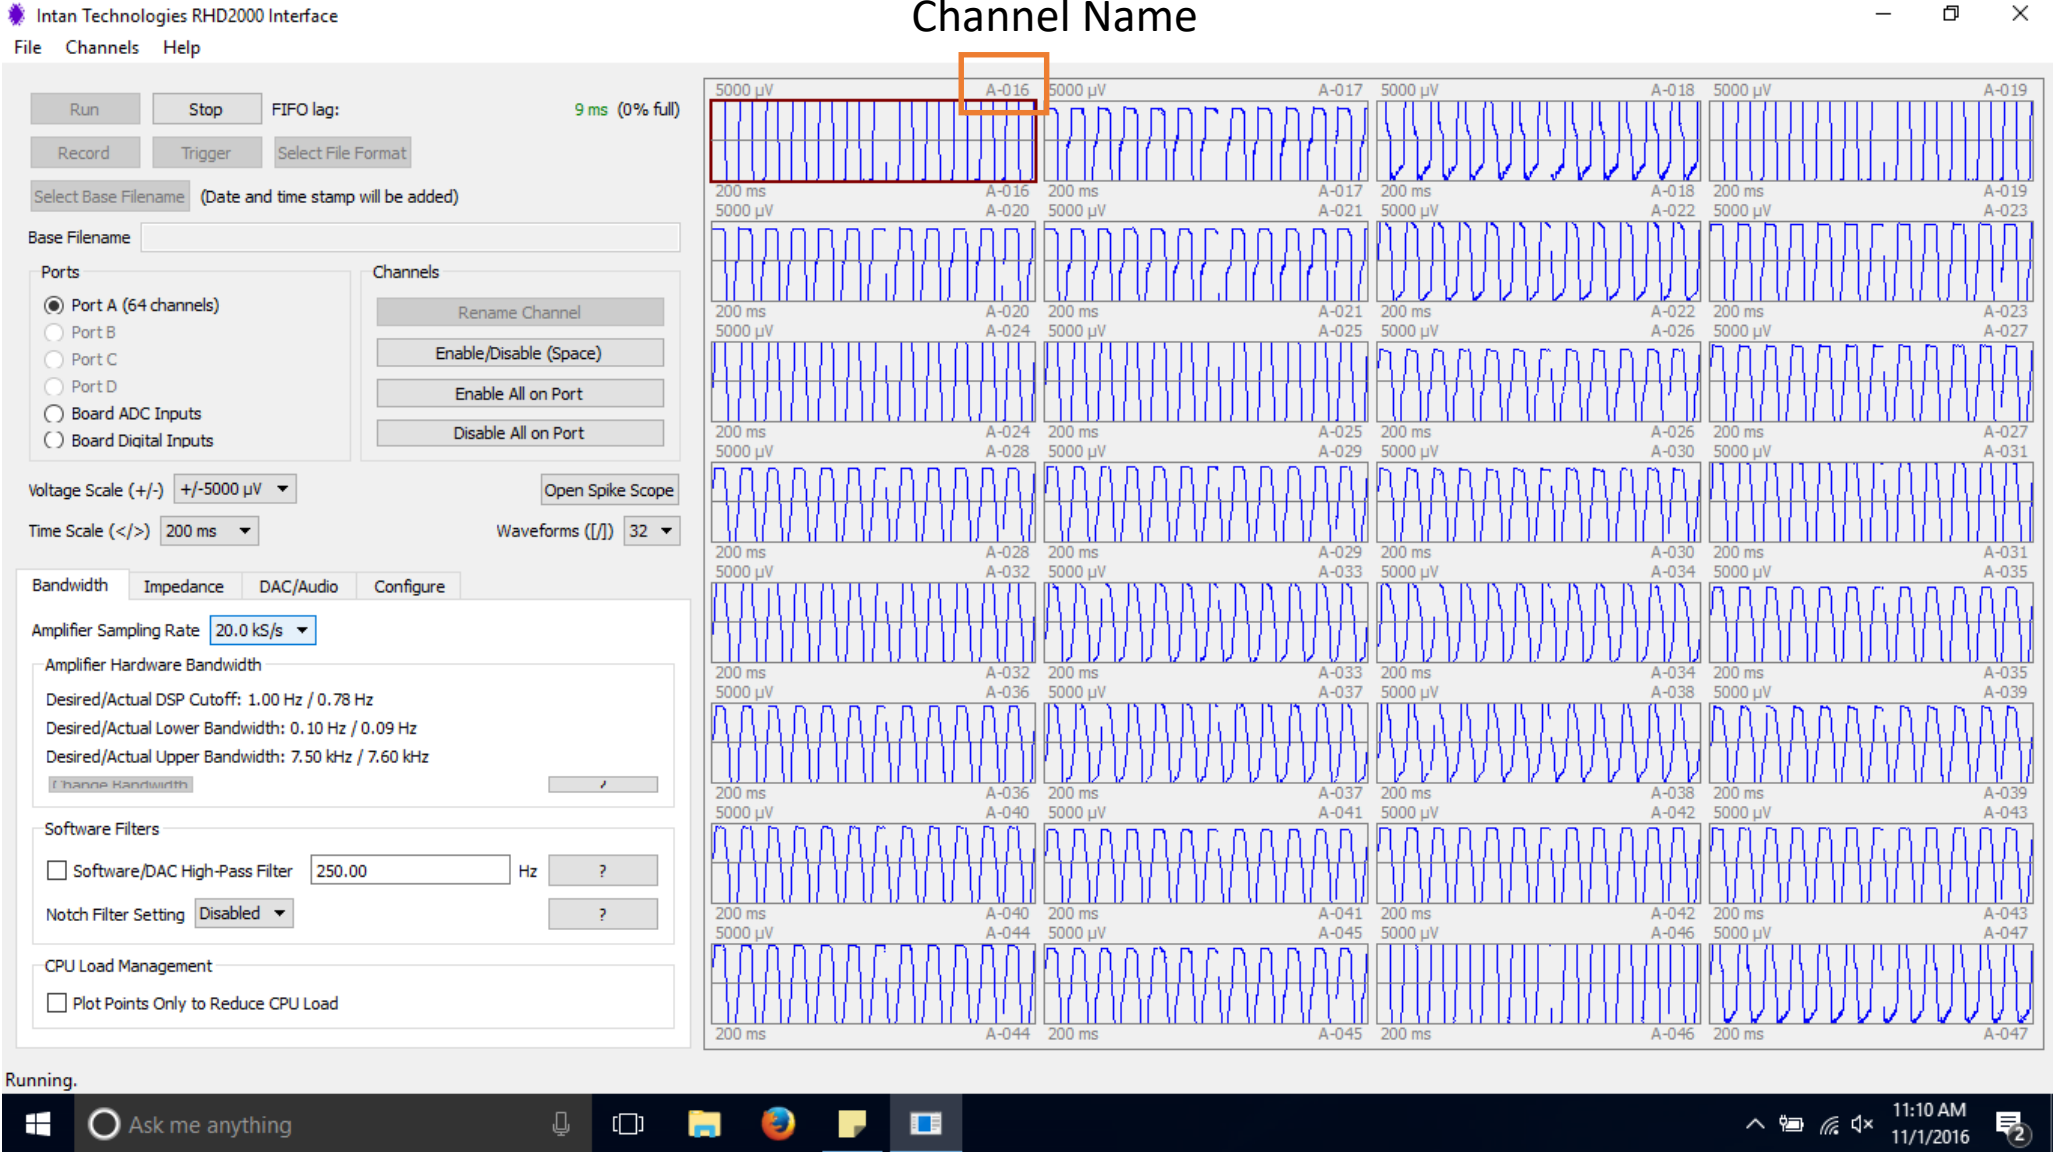 Channel Name
Intan Technologies RHD2000 Interface
File Channels Help
Run Stop FIFO lag: 9 ms (0% full)
Record Trigger Select File Format
Select Base Filename (Date and time stamp will be added)
Base Filename
Ports
Port A (64 channels)
Port B
Port C
Port D
Board ADC Inputs
Board Digital Inputs
Channels
Rename Channel
Enable/Disable (Space)
Enable All on Port
Disable All on Port
Voltage Scale (+/-) +/-5000 µV Open Spike Scope
Time Scale (</>) 200 ms Waveforms ([/]) 32
Bandwidth Impedance DAC/Audio Configure
Amplifier Sampling Rate 20.0 kS/s
Amplifier Hardware Bandwidth
Desired/Actual DSP Cutoff: 1.00 Hz / 0.78 Hz
Desired/Actual Lower Bandwidth: 0.10 Hz / 0.09 Hz
Desired/Actual Upper Bandwidth: 7.50 kHz / 7.60 kHz
Change Bandwidth ?
Software Filters
Software/DAC High-Pass Filter 250.00 Hz ?
Notch Filter Setting Disabled ?
CPU Load Management
Plot Points Only to Reduce CPU Load
5000 µV A-016 5000 µV A-017 5000 µV A-018 5000 µV A-019
200 ms A-016 200 ms A-017 200 ms A-018 200 ms A-019
5000 µV A-020 5000 µV A-021 5000 µV A-022 5000 µV A-023
200 ms A-020 200 ms A-021 200 ms A-022 200 ms A-023
5000 µV A-024 5000 µV A-025 5000 µV A-026 5000 µV A-027
200 ms A-024 200 ms A-025 200 ms A-026 200 ms A-027
5000 µV A-028 5000 µV A-029 5000 µV A-030 5000 µV A-031
200 ms A-028 200 ms A-029 200 ms A-030 200 ms A-031
5000 µV A-032 5000 µV A-033 5000 µV A-034 5000 µV A-035
200 ms A-032 200 ms A-033 200 ms A-034 200 ms A-035
5000 µV A-036 5000 µV A-037 5000 µV A-038 5000 µV A-039
200 ms A-036 200 ms A-037 200 ms A-038 200 ms A-039
5000 µV A-040 5000 µV A-041 5000 µV A-042 5000 µV A-043
200 ms A-040 200 ms A-041 200 ms A-042 200 ms A-043
5000 µV A-044 5000 µV A-045 5000 µV A-046 5000 µV A-047
200 ms A-044 200 ms A-045 200 ms A-046 200 ms A-047
Running.
Ask me anything
11:10 AM
11/1/2016
2